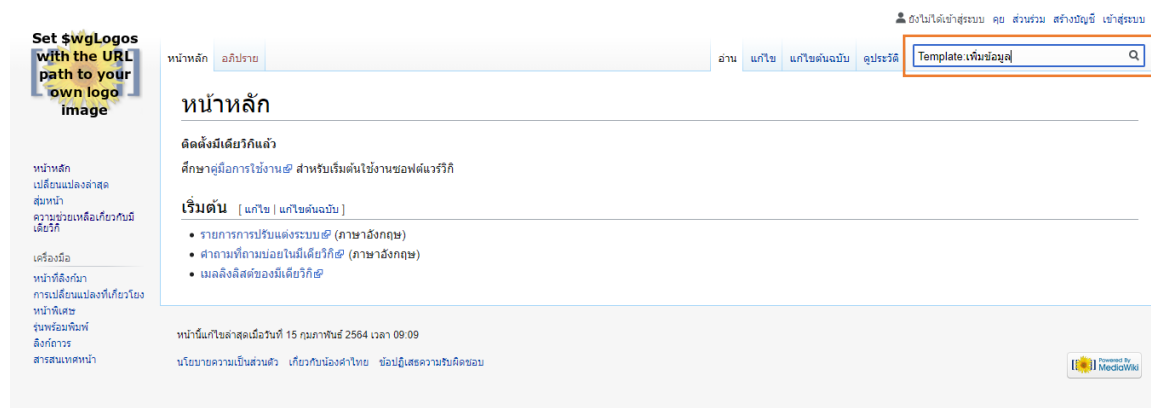 ยังไม่ได้เข้าสู่ระบบ คุย ส่วนร่วม สร้างบัญชี เข้าสู่ระบบ
Set $wgLogos
with the URL
path to your
own logo
image
หน้าหลัก อภิปราย อ่าน แก้ไข แก้ไขต้นฉบับ ดูประวัติ Template:เพิ่มข้อมูล
หน้าหลัก
ติดตั้งมีเดียวิกิแล้ว
ศึกษาคู่มือการใช้งาน สำหรับเริ่มต้นใช้งานซอฟต์แวร์วิกิ
เริ่มต้น [ แก้ไข | แก้ไขต้นฉบับ ]
• รายการการปรับแต่งระบบ (ภาษาอังกฤษ)
• คำถามที่ถามบ่อยในมีเดียวิกิ (ภาษาอังกฤษ)
• เมลลิงลิสต์ของมีเดียวิกิ
หน้าหลัก
เปลี่ยนแปลงล่าสุด
สุ่มหน้า
ความช่วยเหลือเกี่ยวกับมี
เดียวิกิ
เครื่องมือ
หน้าที่ลิงก์มา
การเปลี่ยนแปลงที่เกี่ยวโยง
หน้าพิเศษ
รุ่นพร้อมพิมพ์
ลิงก์ถาวร
สารสนเทศหน้า
หน้านี้แก้ไขล่าสุดเมื่อวันที่ 15 กุมภาพันธ์ 2564 เวลา 09:09
นโยบายความเป็นส่วนตัว เกี่ยวกับน้องคำไทย ข้อปฏิเสธความรับผิดชอบ
Powered By
MediaWiki